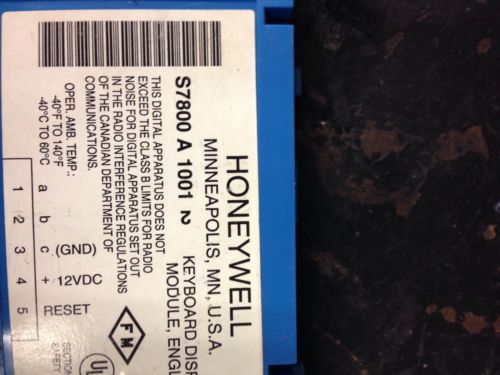 HONEYWELL
MINNEAPOLIS, MN, U.S.A.
S7800 A 1001 2
KEYBOARD
MODULE,
THIS DIGITAL APPARATUS DOES NOT
EXCEED THE CLASS B LIMITS FOR RADIO
NOISE FOR DIGITAL APPARATUS SET OUT
IN THE RADIO INTERFERENCE REGULATIONS
OF THE CANADIAN DEPARTMENT OF
COMMUNICATIONS.
OPER. AMB. TEMP.:
-40°F TO 140°F
-40°C TO 60°C
a b c (GND) + 12VDC RESET
1 2 3 4 5
FM
UL